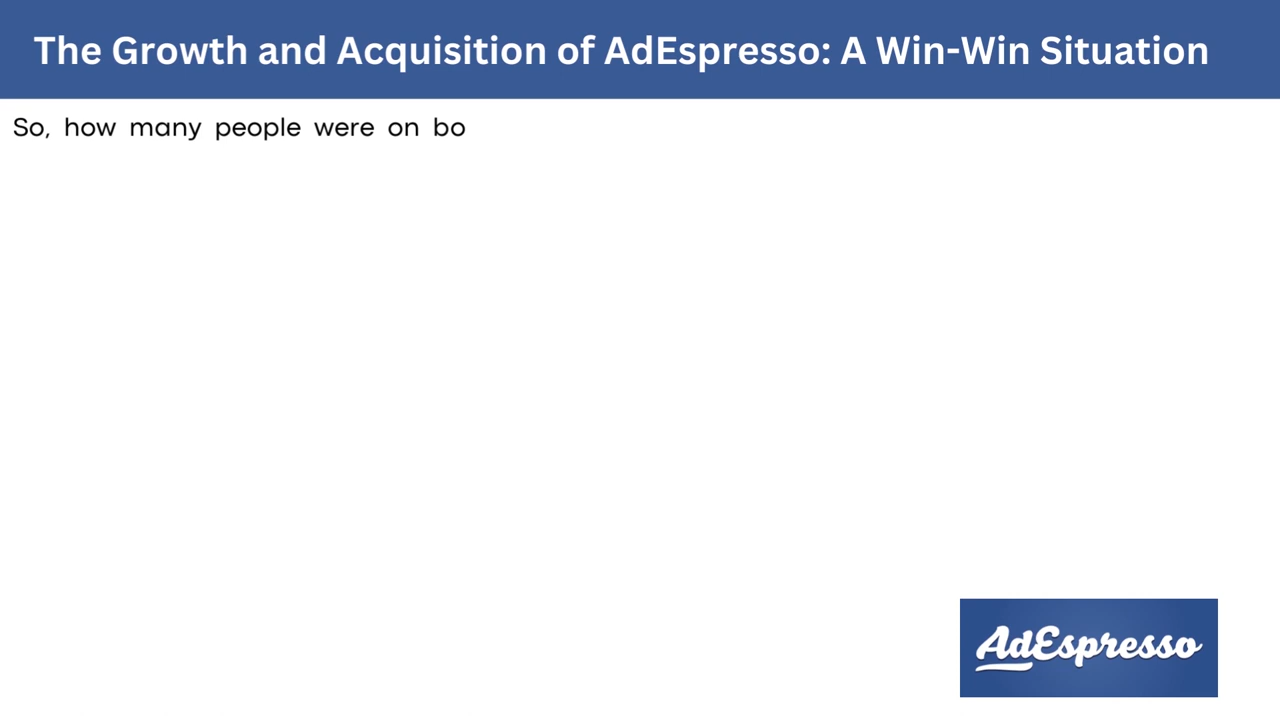 The Growth and Acquisition of AdEspresso: A Win-Win Situation
So, how many people were on bo
AdEspresso